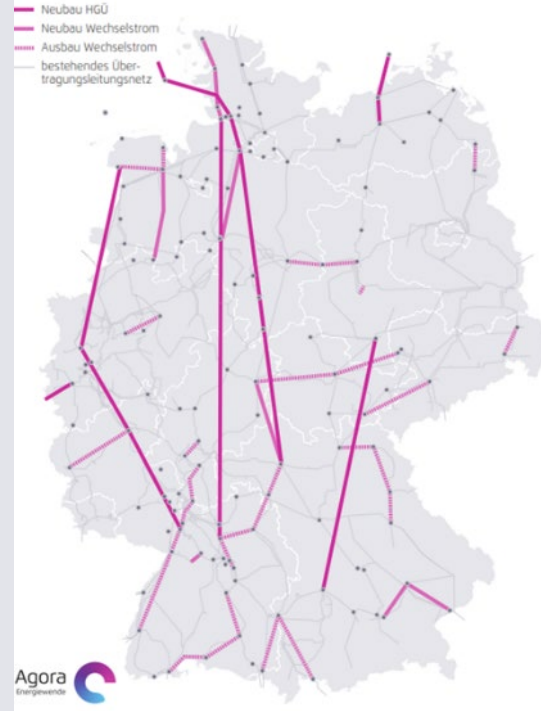 Neubau HGÜ
Neubau Wechselstrom
Ausbau Wechselstrom
bestehendes Über-
tragungsleitungsnetz
Agora
Energiewende